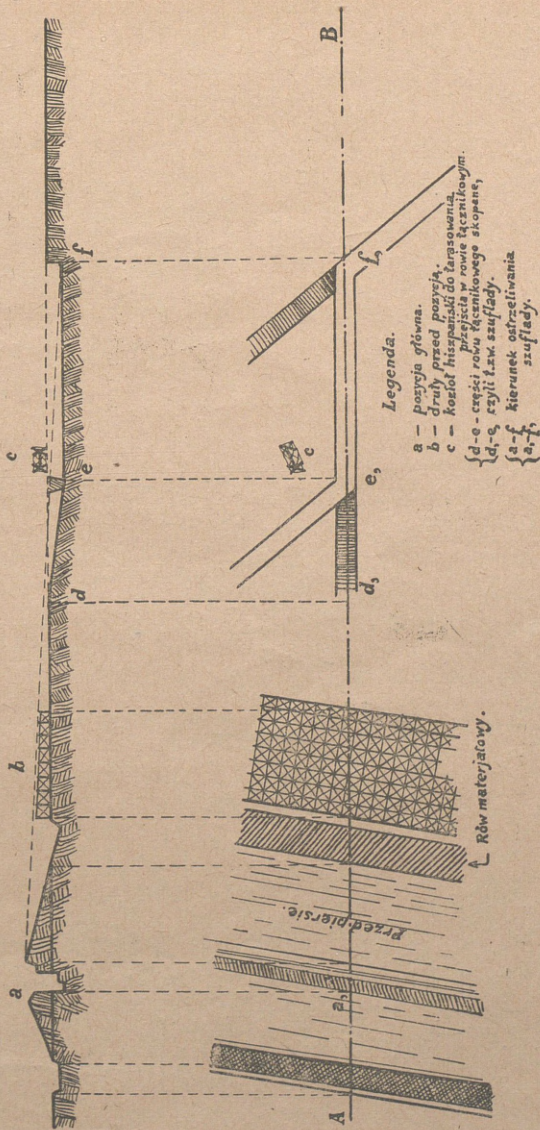 a
b
c
d
e
f
A
a,
Przedpiersie.
Rów materjałowy.
d,
e,
c
f,
B
Legenda.
a — pozycja główna.
b — druty przed pozycją.
c — kozioł hiszpański do tarasowania
przejścia w rowie łącznikowym.
{d-e - części rowu łącznikowego skopane,
{d,-e, czyli t.zw. szuflady.
{a-f kierunek ostrzeliwania
{a,-f, szuflady.